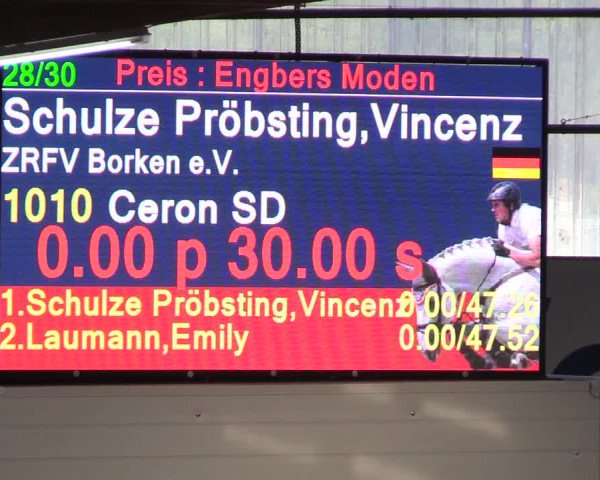 28/30 Preis : Engbers Moden
Schulze Pröbsting,Vincenz
ZRFV Borken e.V.
1010 Ceron SD
0.00 p 30.00 s
1.Schulze Pröbsting,Vincenz 0.00/47.26
2.Laumann,Emily 0.00/47.52